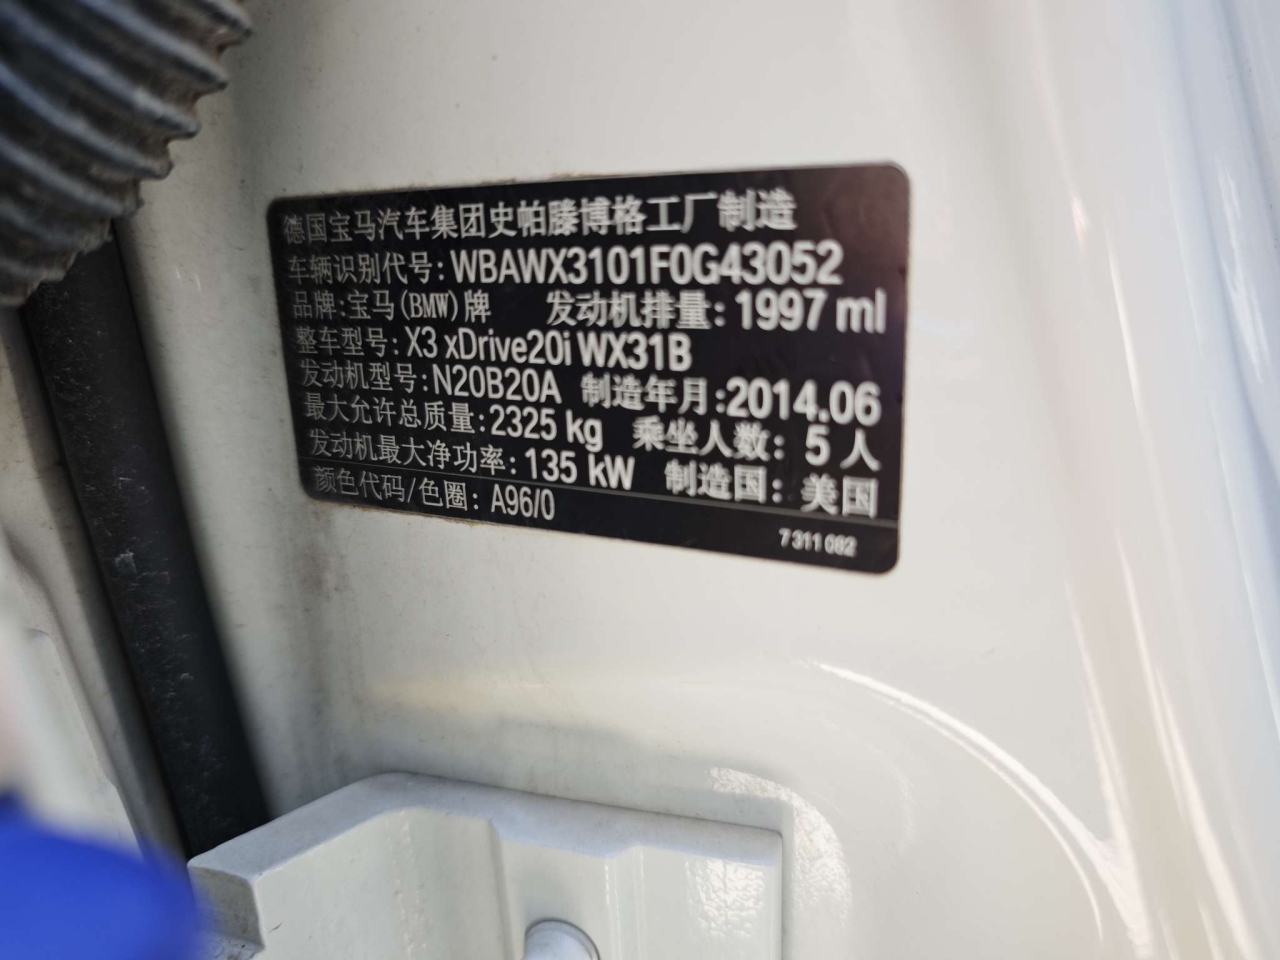 德国宝马汽车集团史帕滕博格工厂制造
车辆识别代号: WBAWX3101F0G43052
品牌: 宝马(BMW)牌 发动机排量: 1997 ml
整车型号: X3 xDrive20i WX31B
发动机型号: N20B20A 制造年月: 2014.06
最大允许总质量: 2325 kg 乘坐人数: 5 人
发动机最大净功率: 135 kW 制造国: 美国
颜色代码/色圈: A96/0
7 311 082